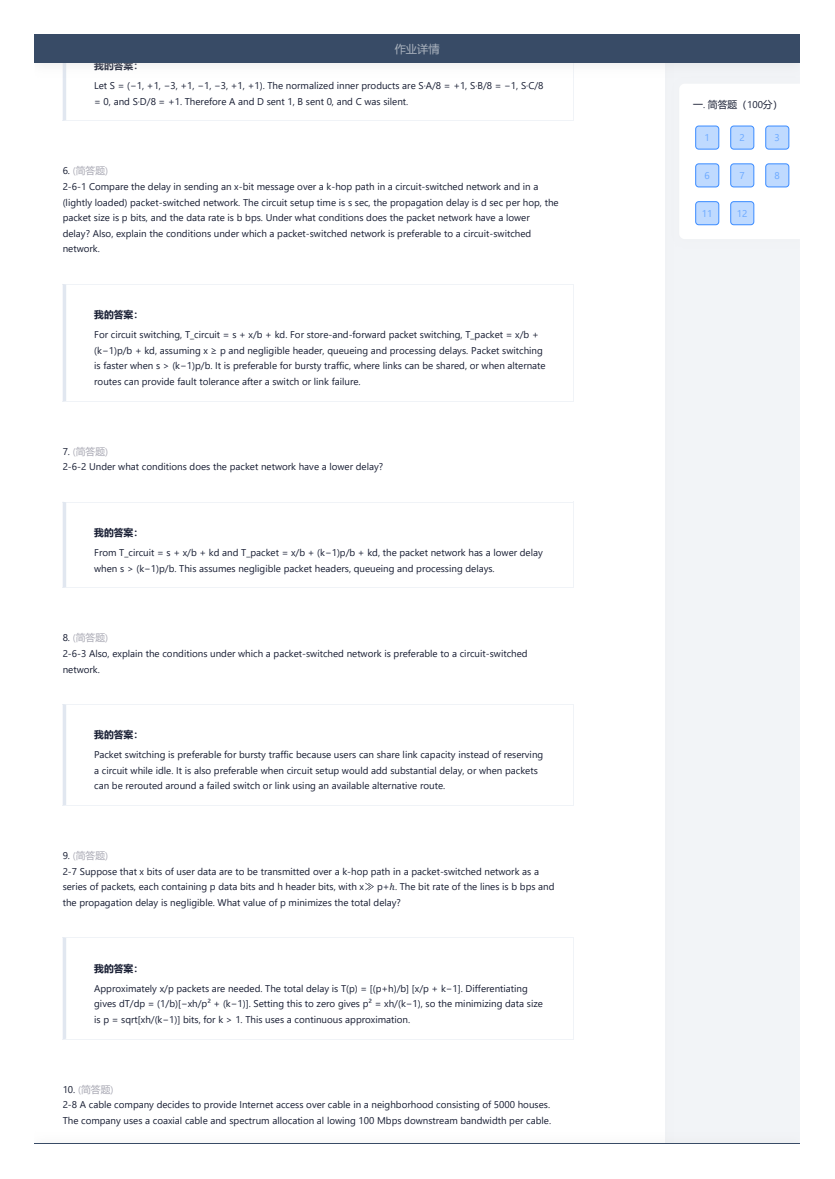 作业详情
我的答案：
Let S = (−1, +1, −3, +1, −1, −3, +1, +1). The normalized inner products are S·A/8 = +1, S·B/8 = −1, S·C/8
= 0, and S·D/8 = +1. Therefore A and D sent 1, B sent 0, and C was silent.
6. (简答题)
2-6-1 Compare the delay in sending an x-bit message over a k-hop path in a circuit-switched network and in a
(lightly loaded) packet-switched network. The circuit setup time is s sec, the propagation delay is d sec per hop, the
packet size is p bits, and the data rate is b bps. Under what conditions does the packet network have a lower
delay? Also, explain the conditions under which a packet-switched network is preferable to a circuit-switched
network.
我的答案：
For circuit switching, T_circuit = s + x/b + kd. For store-and-forward packet switching, T_packet = x/b +
(k−1)p/b + kd, assuming x ≥ p and negligible header, queueing and processing delays. Packet switching
is faster when s > (k−1)p/b. It is preferable for bursty traffic, where links can be shared, or when alternate
routes can provide fault tolerance after a switch or link failure.
7. (简答题)
2-6-2 Under what conditions does the packet network have a lower delay?
我的答案：
From T_circuit = s + x/b + kd and T_packet = x/b + (k−1)p/b + kd, the packet network has a lower delay
when s > (k−1)p/b. This assumes negligible packet headers, queueing and processing delays.
8. (简答题)
2-6-3 Also, explain the conditions under which a packet-switched network is preferable to a circuit-switched
network.
我的答案：
Packet switching is preferable for bursty traffic because users can share link capacity instead of reserving
a circuit while idle. It is also preferable when circuit setup would add substantial delay, or when packets
can be rerouted around a failed switch or link using an available alternative route.
9. (简答题)
2-7 Suppose that x bits of user data are to be transmitted over a k-hop path in a packet-switched network as a
series of packets, each containing p data bits and h header bits, with x≫ p+h. The bit rate of the lines is b bps and
the propagation delay is negligible. What value of p minimizes the total delay?
我的答案：
Approximately x/p packets are needed. The total delay is T(p) = [(p+h)/b] [x/p + k−1]. Differentiating
gives dT/dp = (1/b)[−xh/p² + (k−1)]. Setting this to zero gives p² = xh/(k−1), so the minimizing data size
is p = sqrt[xh/(k−1)] bits, for k > 1. This uses a continuous approximation.
10. (简答题)
2-8 A cable company decides to provide Internet access over cable in a neighborhood consisting of 5000 houses.
The company uses a coaxial cable and spectrum allocation al lowing 100 Mbps downstream bandwidth per cable.
一. 简答题（100分）
1 2 3
6 7 8
11 12